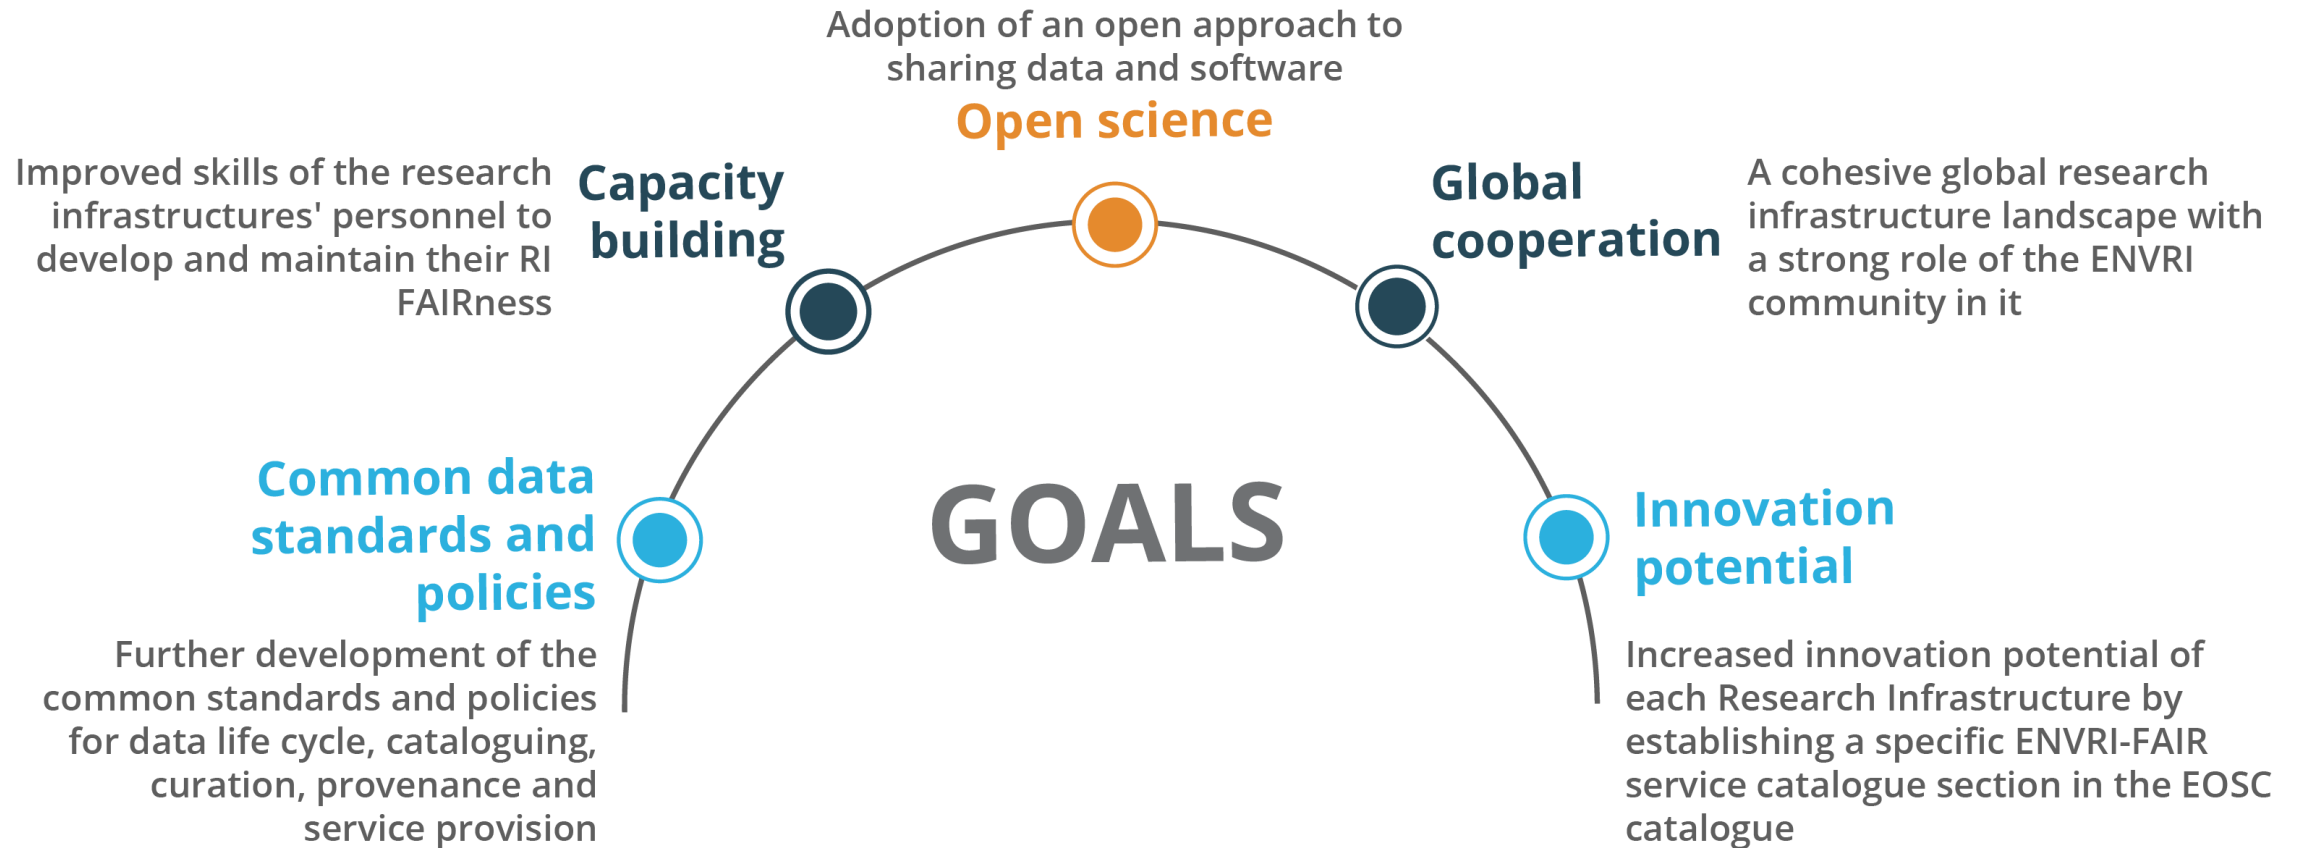 Adoption of an open approach to
sharing data and software
Open science
Improved skills of the research
infrastructures' personnel to
develop and maintain their RI
FAIRness
Capacity
building
Global
cooperation
A cohesive global research
infrastructure landscape with
a strong role of the ENVRI
community in it
Common data
standards and
policies
Further development of the
common standards and policies
for data life cycle, cataloguing,
curation, provenance and
service provision
GOALS
Innovation
potential
Increased innovation potential of
each Research Infrastructure by
establishing a specific ENVRI-FAIR
service catalogue section in the EOSC
catalogue